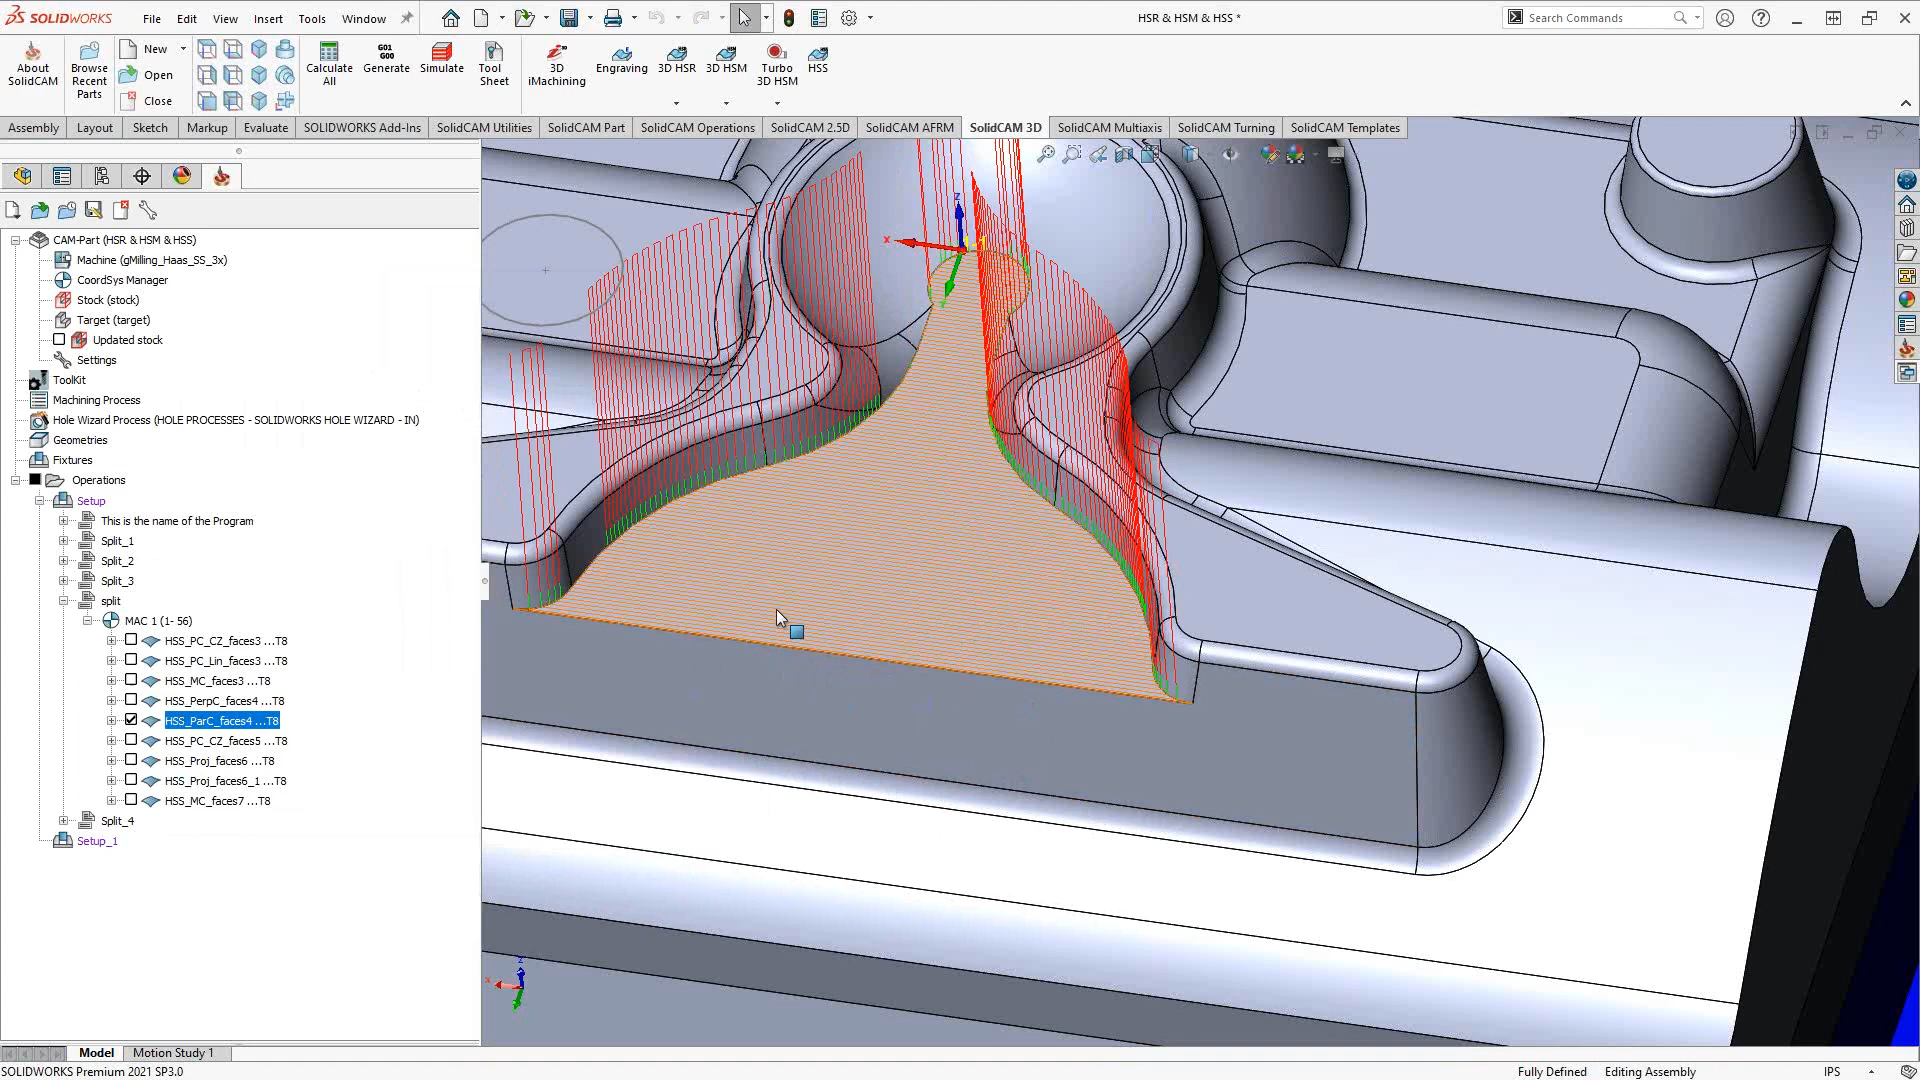 SOLIDWORKS File Edit View Insert Tools Window HSR & HSM & HSS * Search Commands
About SolidCAM
Browse Recent Parts
New
Open
Close
Calculate All
G01 G00
Generate
Simulate
Tool Sheet
3D iMachining
Engraving
3D HSR
3D HSM
Turbo 3D HSM
HSS
Assembly Layout Sketch Markup Evaluate SOLIDWORKS Add-Ins SolidCAM Utilities SolidCAM Part SolidCAM Operations SolidCAM 2.5D SolidCAM AFRM SolidCAM 3D SolidCAM Multiaxis SolidCAM Turning SolidCAM Templates
CAM-Part (HSR & HSM & HSS)
Machine (gMilling_Haas_SS_3x)
CoordSys Manager
Stock (stock)
Target (target)
Updated stock
Settings
ToolKit
Machining Process
Hole Wizard Process (HOLE PROCESSES - SOLIDWORKS HOLE WIZARD - IN)
Geometries
Fixtures
Operations
Setup
This is the name of the Program
Split_1
Split_2
Split_3
split
MAC 1 (1- 56)
HSS_PC_CZ_faces3 ...T8
HSS_PC_Lin_faces3 ...T8
HSS_MC_faces3 ...T8
HSS_PerpC_faces4 ...T8
HSS_ParC_faces4 ...T8
HSS_PC_CZ_faces5 ...T8
HSS_Proj_faces6 ...T8
HSS_Proj_faces6_1 ...T8
HSS_MC_faces7 ...T8
Split_4
Setup_1
Z
X
Z
X
Model Motion Study 1
SOLIDWORKS Premium 2021 SP3.0 Fully Defined Editing Assembly IPS